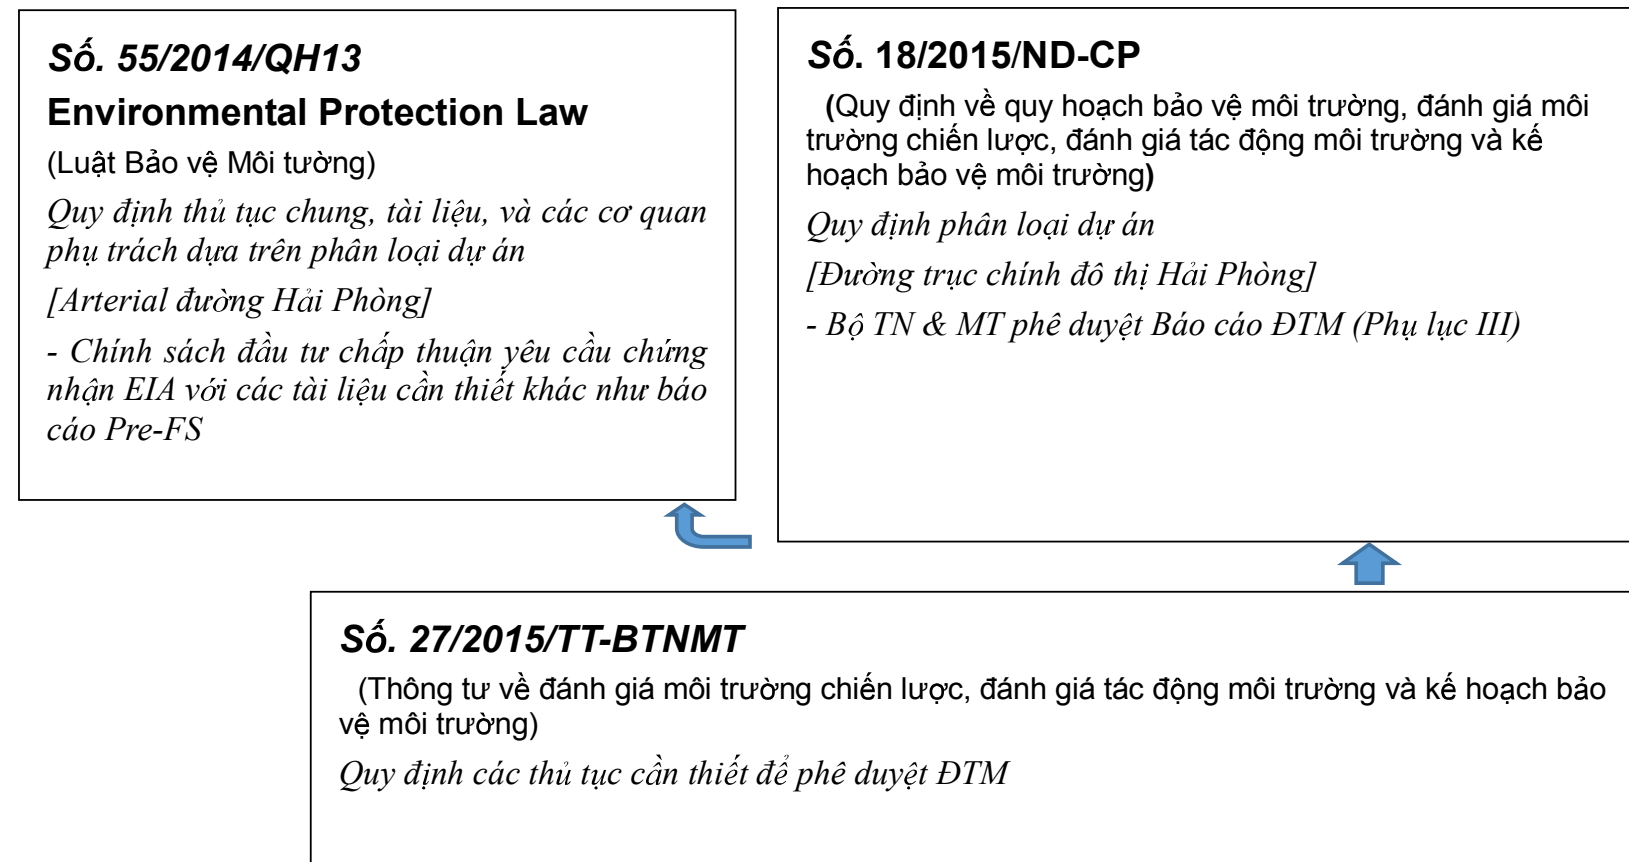 Số. 55/2014/QH13
Environmental Protection Law
(Luật Bảo vệ Môi tường)
Quy định thủ tục chung, tài liệu, và các cơ quan
phụ trách dựa trên phân loại dự án
[Arterial đường Hải Phòng]
- Chính sách đầu tư chấp thuận yêu cầu chứng
nhận EIA với các tài liệu cần thiết khác như báo
cáo Pre-FS
Số. 18/2015/ND-CP
(Quy định về quy hoạch bảo vệ môi trường, đánh giá môi
trường chiến lược, đánh giá tác động môi trường và kế
hoạch bảo vệ môi trường)
Quy định phân loại dự án
[Đường trục chính đô thị Hải Phòng]
- Bộ TN & MT phê duyệt Báo cáo ĐTM (Phụ lục III)
Số. 27/2015/TT-BTNMT
(Thông tư về đánh giá môi trường chiến lược, đánh giá tác động môi trường và kế hoạch bảo
vệ môi trường)
Quy định các thủ tục cần thiết để phê duyệt ĐTM